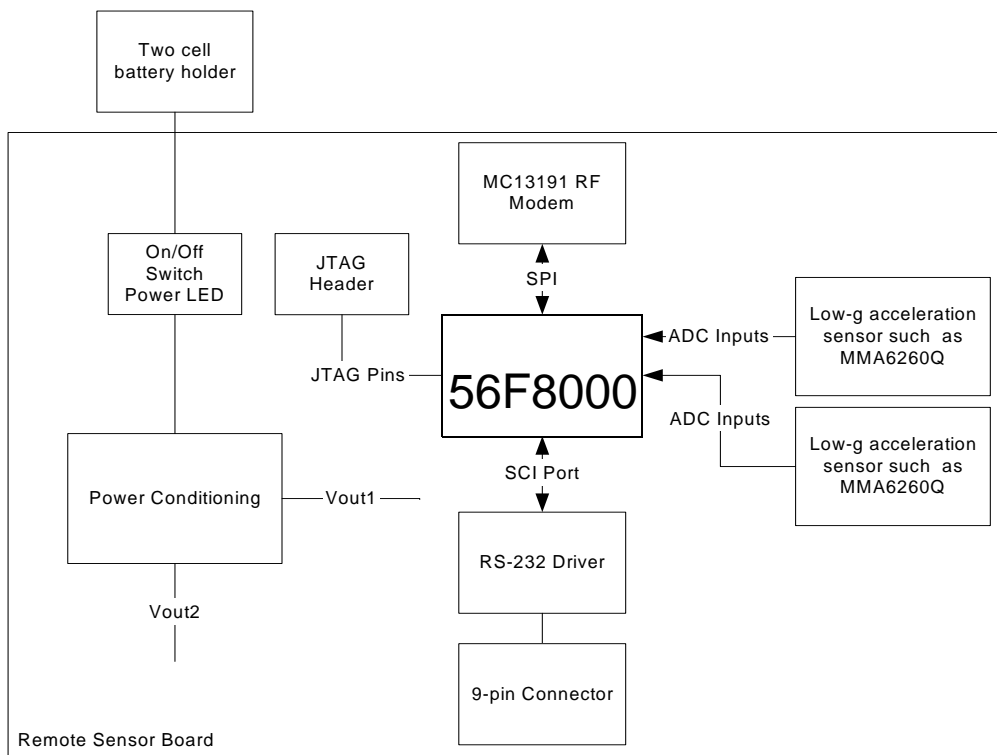 Two cell
battery holder
MC13191 RF
Modem
On/Off
Switch
Power LED
JTAG
Header
SPI
Low-g acceleration
sensor such as
MMA6260Q
ADC Inputs
JTAG Pins
56F8000
ADC Inputs
Low-g acceleration
sensor such as
MMA6260Q
SCI Port
Power Conditioning
Vout1
RS-232 Driver
Vout2
9-pin Connector
Remote Sensor Board